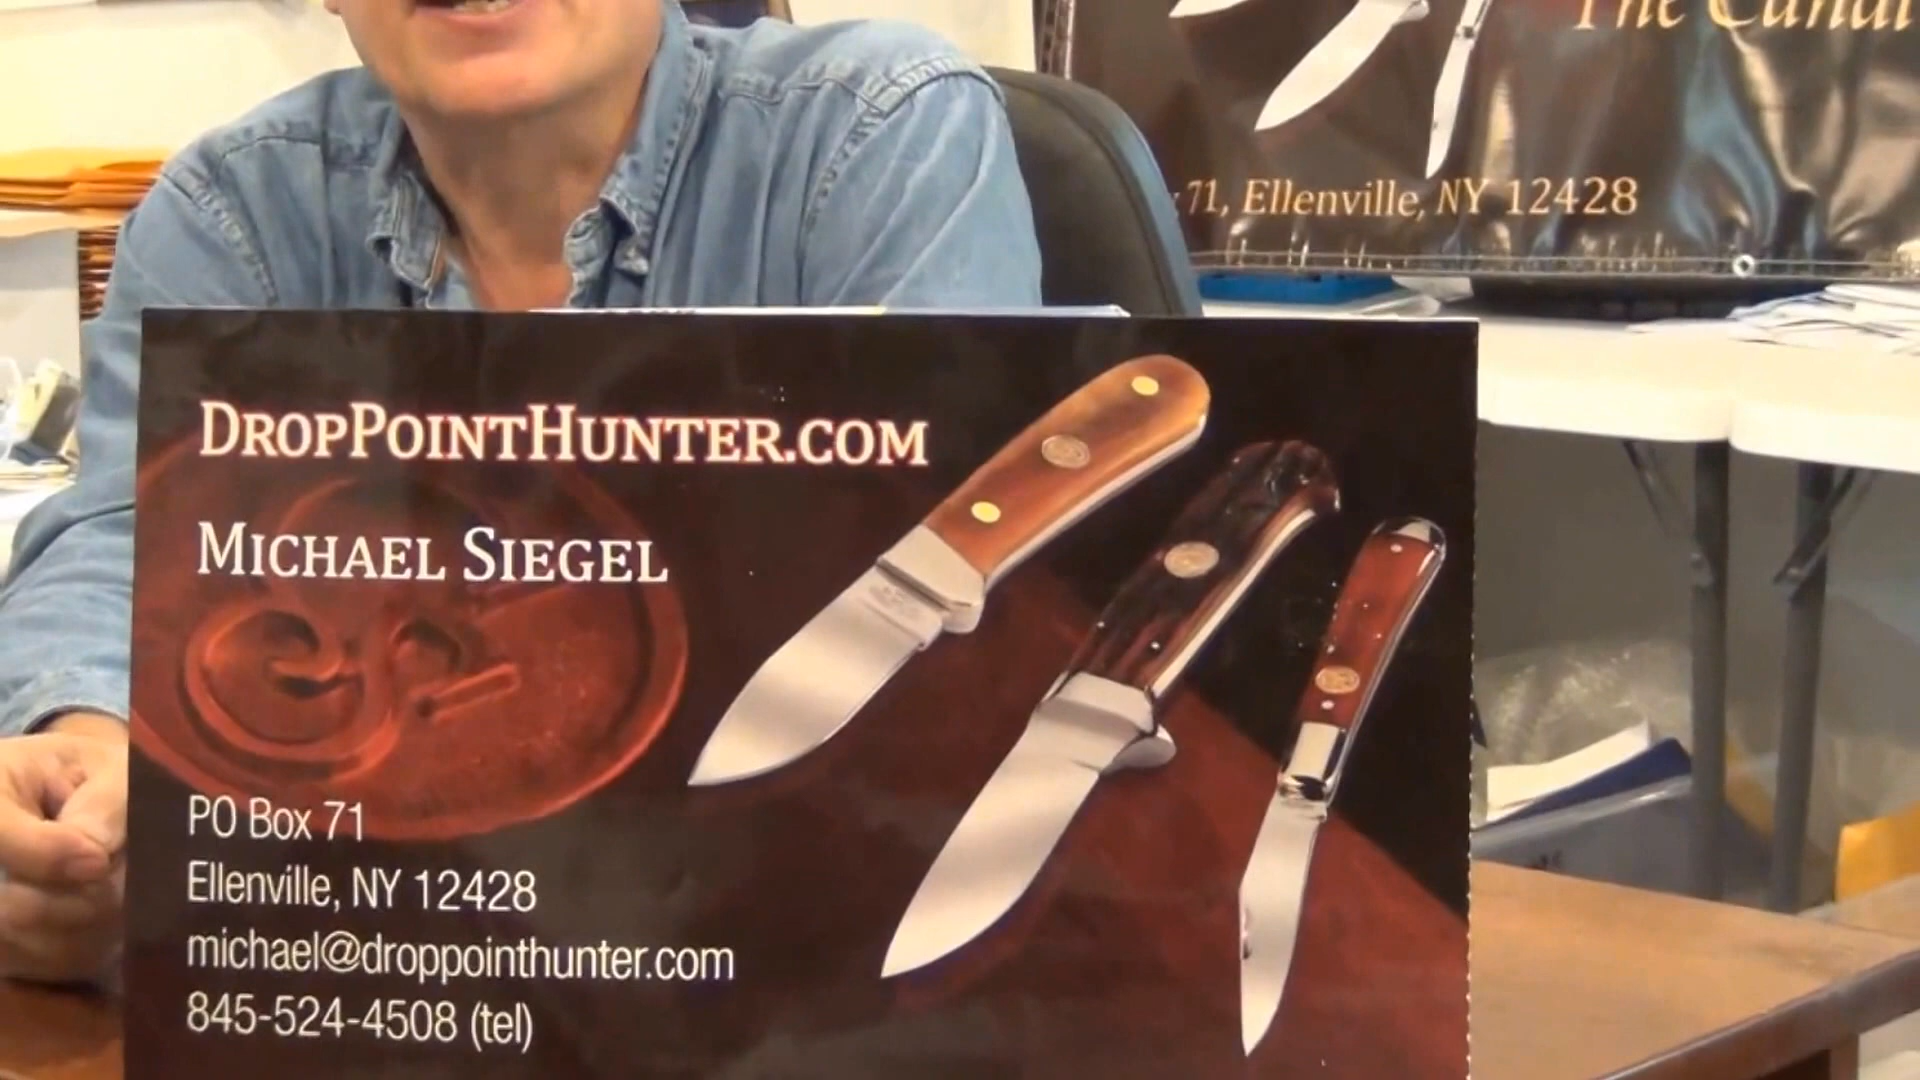 The
71, Ellenville, NY 12428
DROPPOINTHUNTER.COM
MICHAEL SIEGEL
PO Box 71
Ellenville, NY 12428
michael@droppointhunter.com
845-524-4508 (tel)